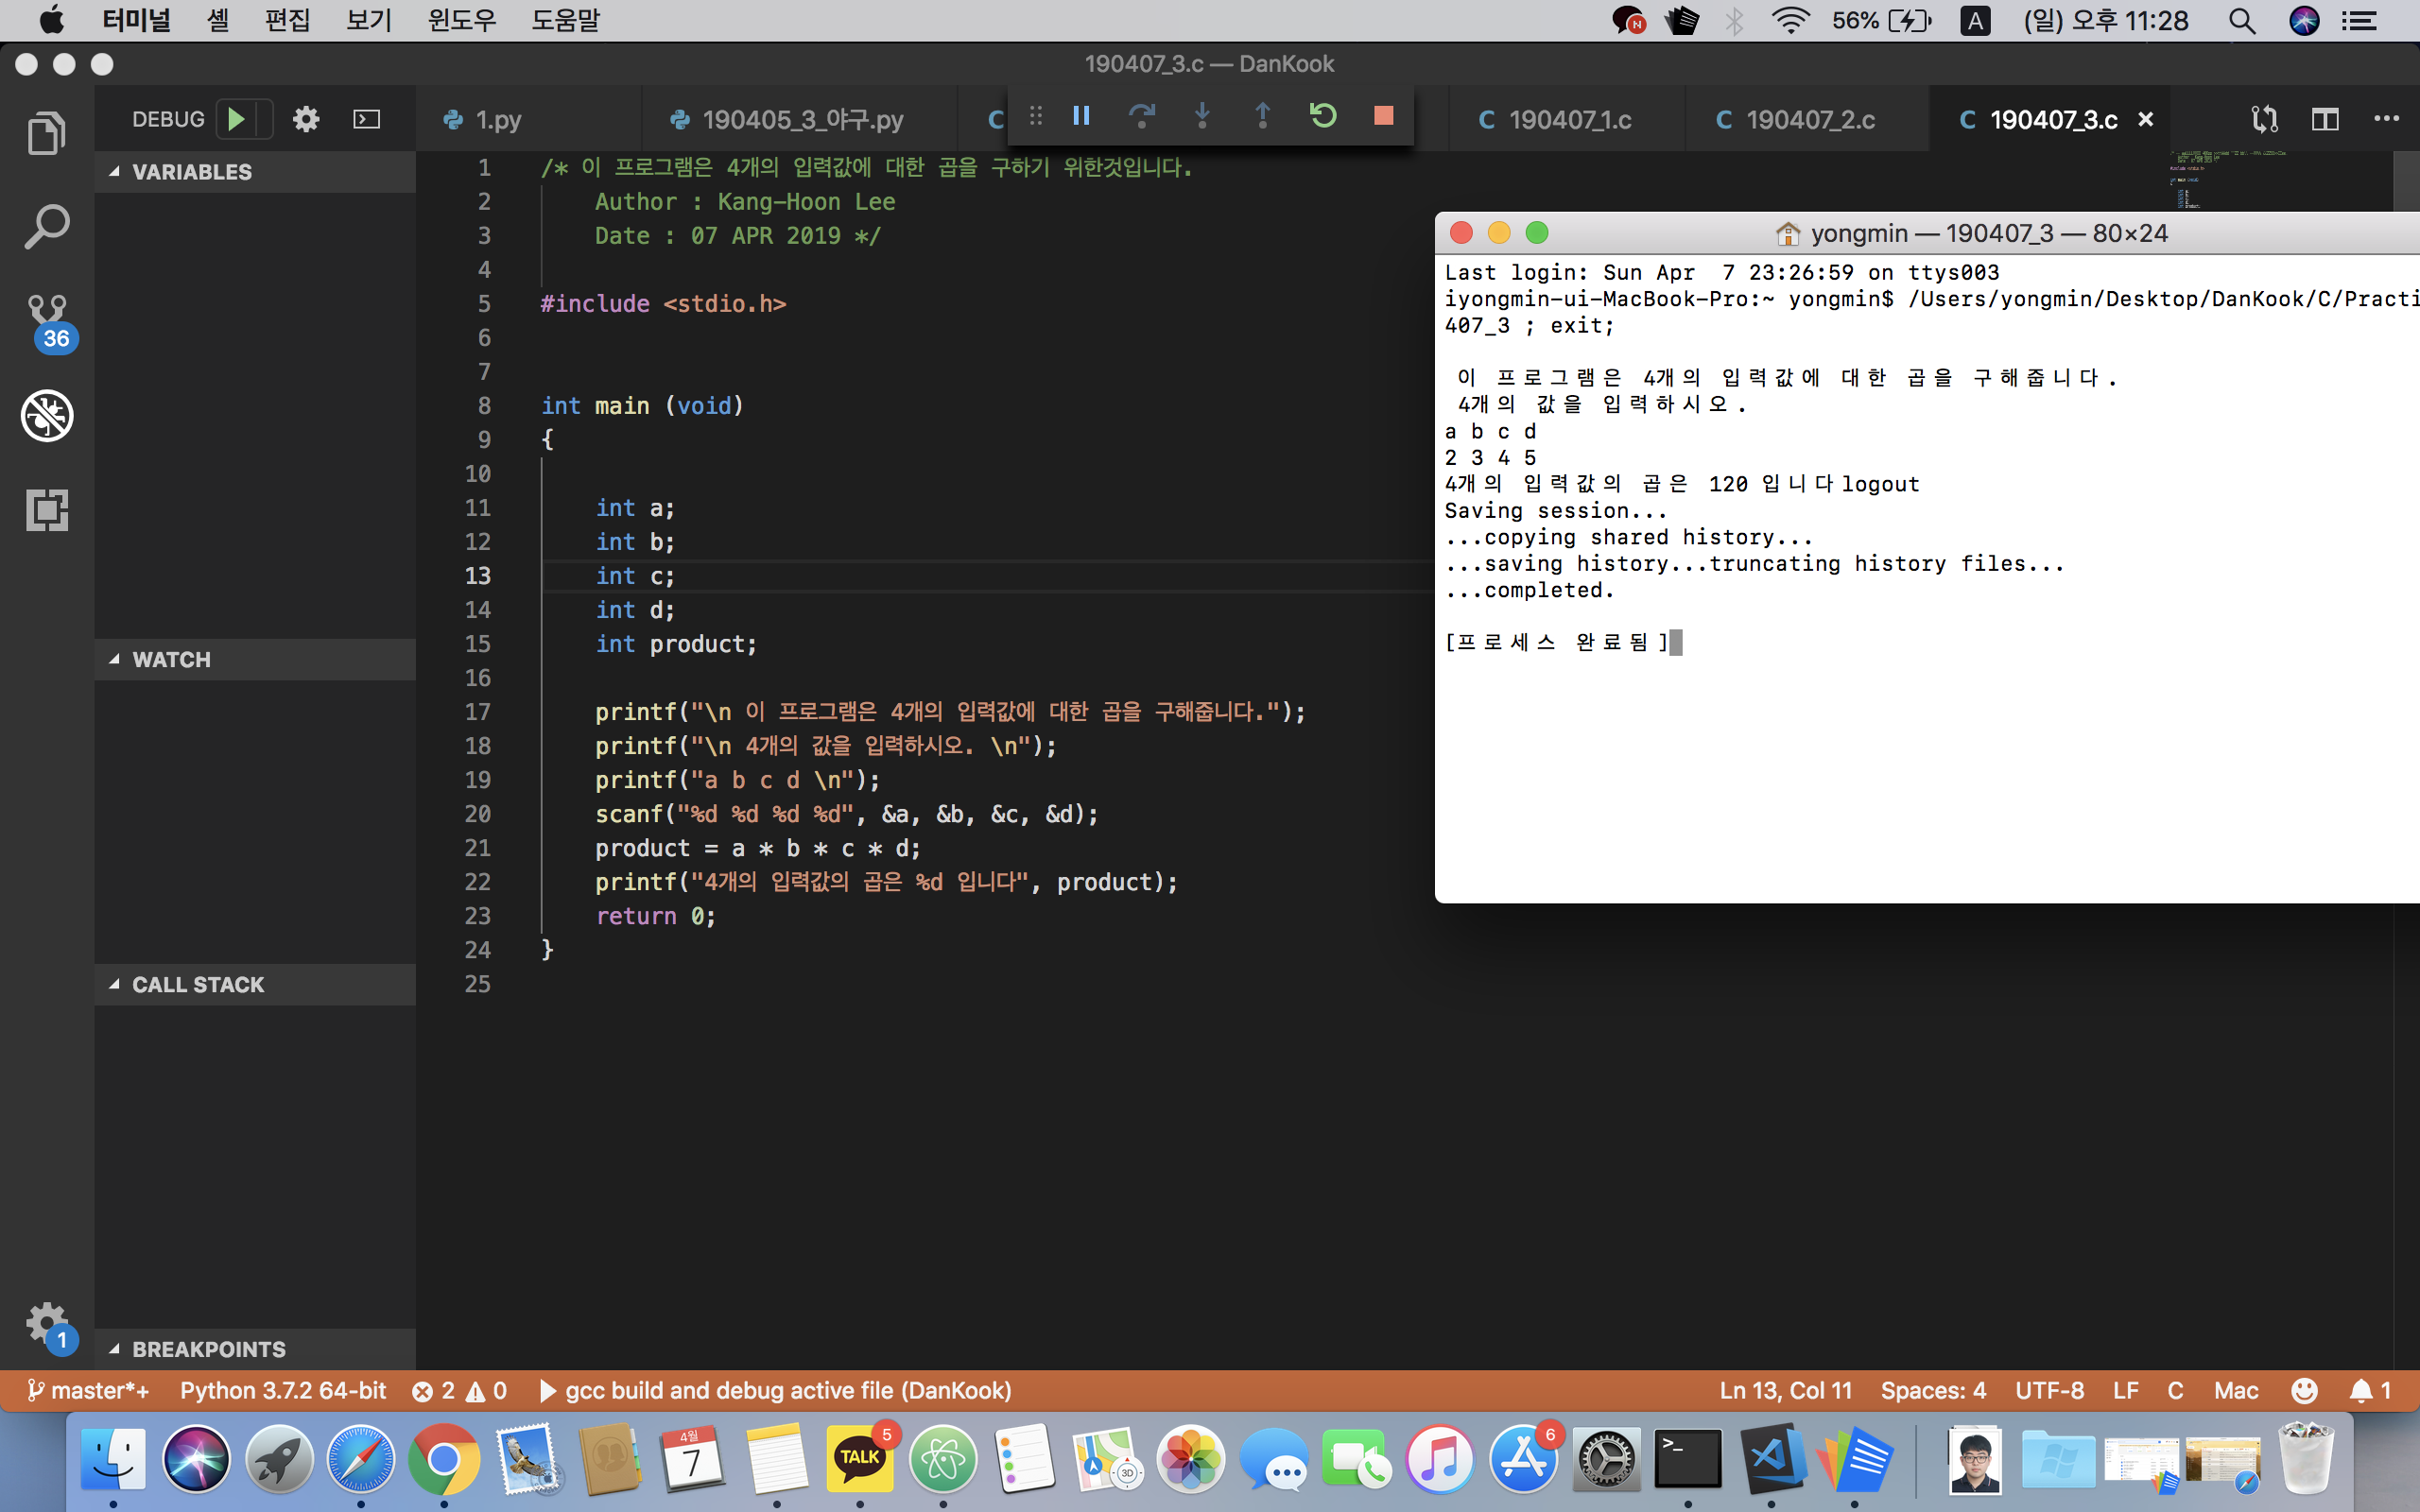 터미널 셸 편집 보기 윈도우 도움말 56% A (일) 오후 11:28
190407_3.c — DanKook
DEBUG
1.py 190405_3_야구.py C C 190407_1.c C 190407_2.c C 190407_3.c
VARIABLES
WATCH
CALL STACK
BREAKPOINTS
36
1
1 /* 이 프로그램은 4개의 입력값에 대한 곱을 구하기 위한것입니다.
2 Author : Kang-Hoon Lee
3 Date : 07 APR 2019 */
4
5 #include <stdio.h>
6
7
8 int main (void)
9 {
10
11 int a;
12 int b;
13 int c;
14 int d;
15 int product;
16
17 printf("\n 이 프로그램은 4개의 입력값에 대한 곱을 구해줍니다.");
18 printf("\n 4개의 값을 입력하시오. \n");
19 printf("a b c d \n");
20 scanf("%d %d %d %d", &a, &b, &c, &d);
21 product = a * b * c * d;
22 printf("4개의 입력값의 곱은 %d 입니다", product);
23 return 0;
24 }
25
yongmin — 190407_3 — 80×24
Last login: Sun Apr  7 23:26:59 on ttys003
iyongmin-ui-MacBook-Pro:~ yongmin$ /Users/yongmin/Desktop/DanKook/C/Practi
407_3 ; exit;
이 프로그램은 4개의 입력값에 대한 곱을 구해줍니다.
4개의 값을 입력하시오.
a b c d
2 3 4 5
4개의 입력값의 곱은 120 입니다logout
Saving session...
...copying shared history...
...saving history...truncating history files...
...completed.
[프로세스 완료됨]
master*+ Python 3.7.2 64-bit 2 0 gcc build and debug active file (DanKook) Ln 13, Col 11 Spaces: 4 UTF-8 LF C Mac 1
4월
7
TALK
5
3D
6
>_